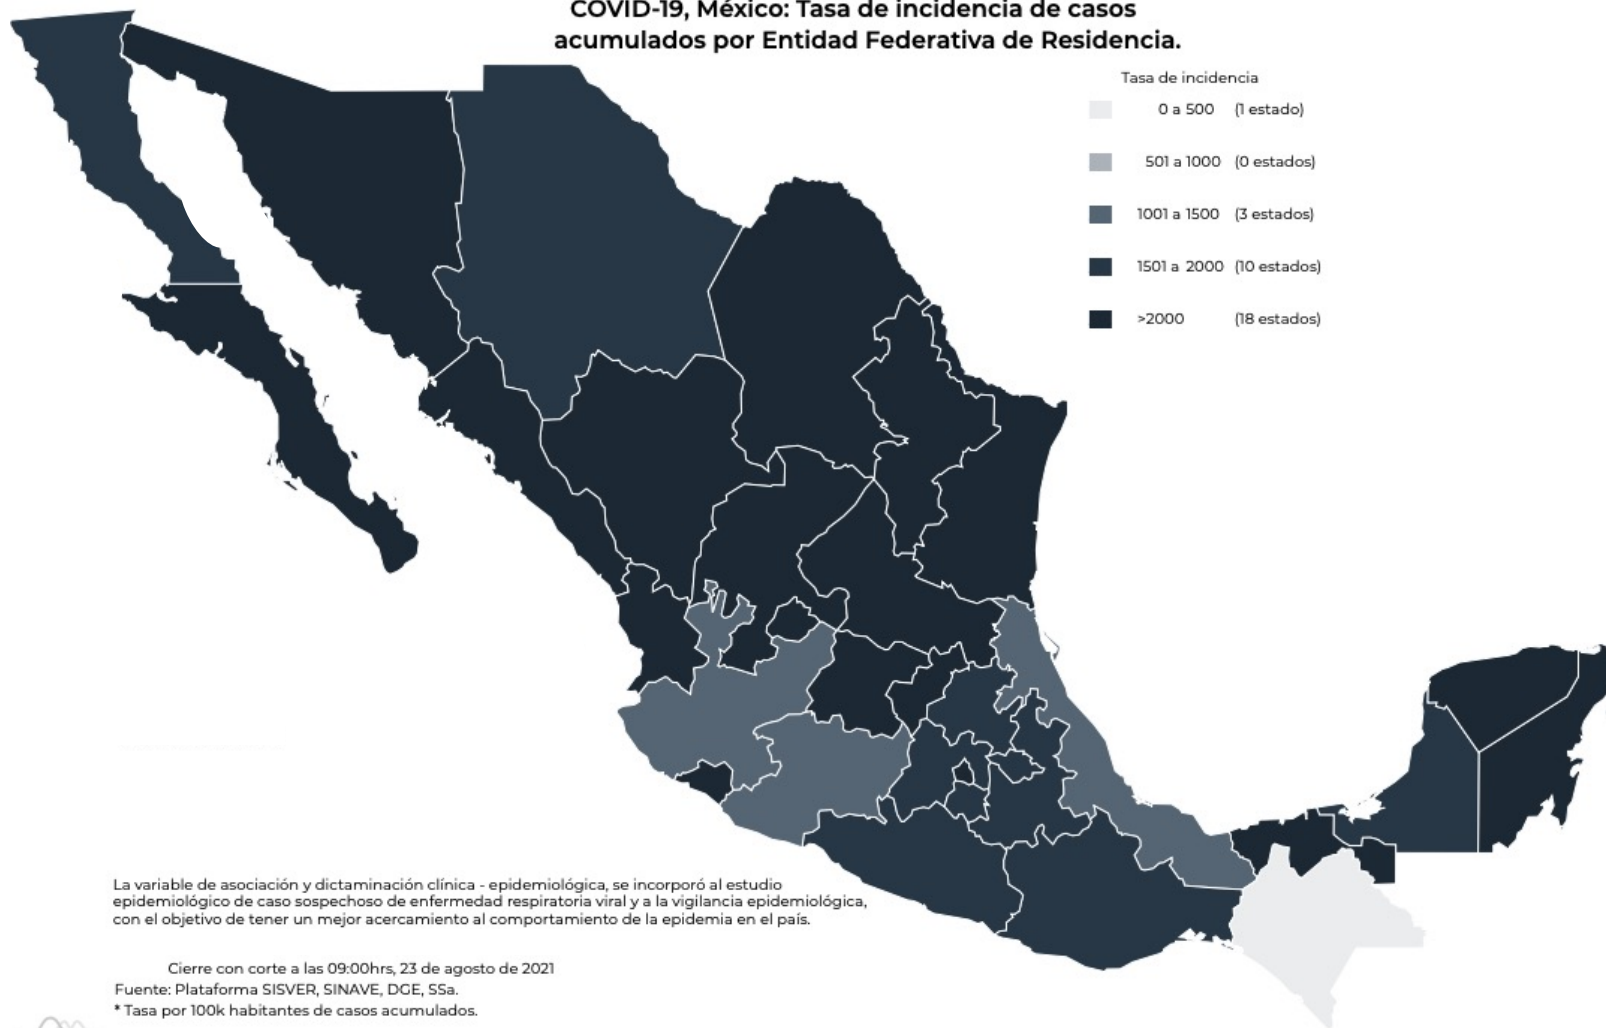 COVID-19, México: Tasa de incidencia de casos
acumulados por Entidad Federativa de Residencia.
Tasa de incidencia
0 a 500 (1 estado)
501 a 1000 (0 estados)
1001 a 1500 (3 estados)
1501 a 2000 (10 estados)
>2000 (18 estados)
La variable de asociación y dictaminación clínica - epidemiológica, se incorporó al estudio
epidemiológico de caso sospechoso de enfermedad respiratoria viral y a la vigilancia epidemiológica,
con el objetivo de tener un mejor acercamiento al comportamiento de la epidemia en el país.
Cierre con corte a las 09:00hrs, 23 de agosto de 2021
Fuente: Plataforma SISVER, SINAVE, DGE, SSa.
* Tasa por 100k habitantes de casos acumulados.